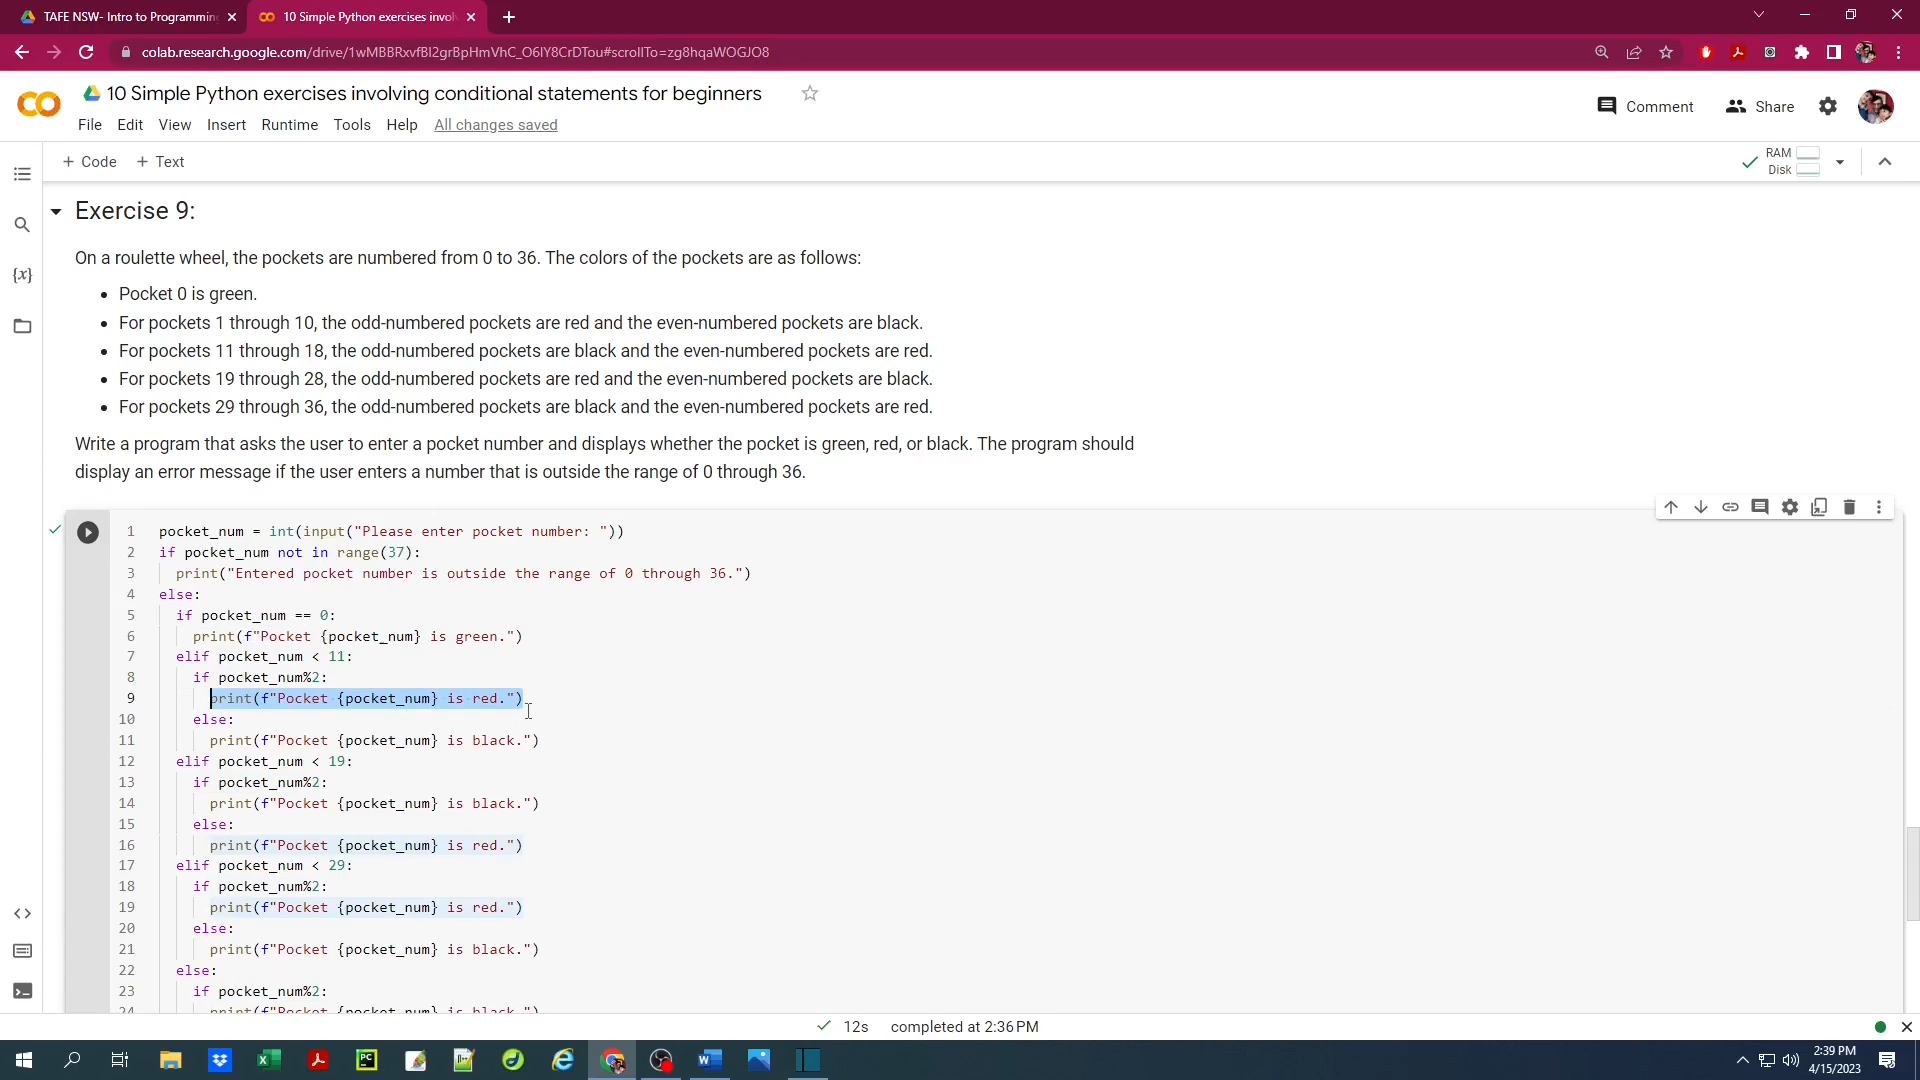 TAFE NSW- Intro to Programming
10 Simple Python exercises invol
colab.research.google.com/drive/1wMBBRxvfBI2grBpHmVhC_O6lY8CrDTou#scrollTo=zg8hqaWOGJO8
10 Simple Python exercises involving conditional statements for beginners
Comment
Share
File Edit View Insert Runtime Tools Help All changes saved
+ Code + Text
RAM
Disk
Exercise 9:
On a roulette wheel, the pockets are numbered from 0 to 36. The colors of the pockets are as follows:
• Pocket 0 is green.
• For pockets 1 through 10, the odd-numbered pockets are red and the even-numbered pockets are black.
• For pockets 11 through 18, the odd-numbered pockets are black and the even-numbered pockets are red.
• For pockets 19 through 28, the odd-numbered pockets are red and the even-numbered pockets are black.
• For pockets 29 through 36, the odd-numbered pockets are black and the even-numbered pockets are red.
Write a program that asks the user to enter a pocket number and displays whether the pocket is green, red, or black. The program should
display an error message if the user enters a number that is outside the range of 0 through 36.
1 pocket_num = int(input("Please enter pocket number: "))
2 if pocket_num not in range(37):
3 print("Entered pocket number is outside the range of 0 through 36.")
4 else:
5 if pocket_num == 0:
6 print(f"Pocket {pocket_num} is green.")
7 elif pocket_num < 11:
8 if pocket_num%2:
9 print(f"Pocket {pocket_num} is red.")
10 else:
11 print(f"Pocket {pocket_num} is black.")
12 elif pocket_num < 19:
13 if pocket_num%2:
14 print(f"Pocket {pocket_num} is black.")
15 else:
16 print(f"Pocket {pocket_num} is red.")
17 elif pocket_num < 29:
18 if pocket_num%2:
19 print(f"Pocket {pocket_num} is red.")
20 else:
21 print(f"Pocket {pocket_num} is black.")
22 else:
23 if pocket_num%2:
24 print(f"Pocket {pocket_num} is black.")
12s completed at 2:36 PM
2:39 PM
4/15/2023